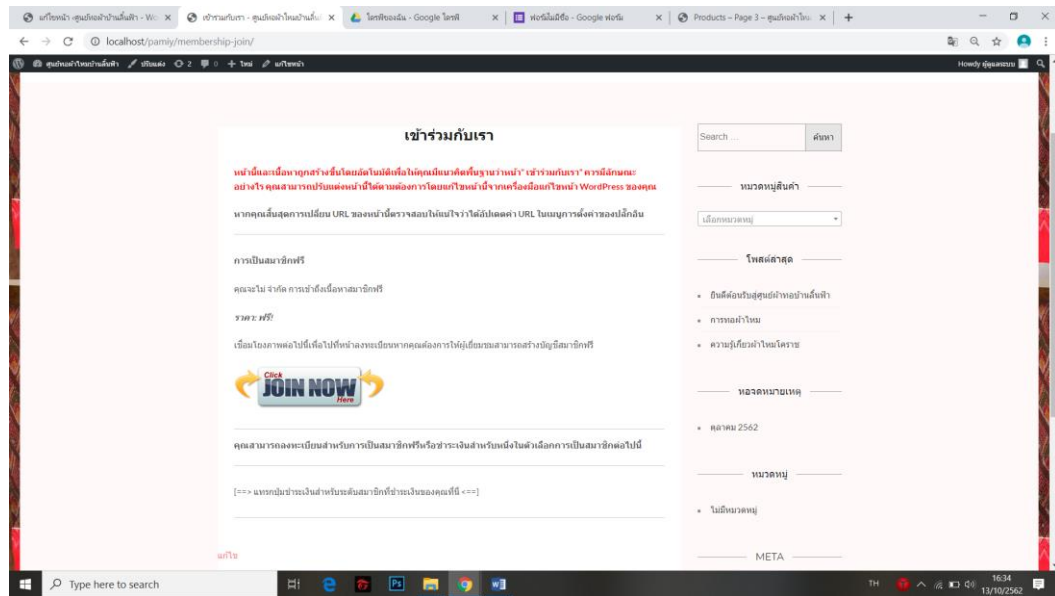 localhost/pamiy/membership-join/
ไดรฟ์ของฉัน - Google ไดรฟ์
ฟอร์มไม่มีชื่อ - Google ฟอร์ม
2
0
+ ใหม่
แก้ไขหน้า
Howdy ผู้ดูแลระบบ
เข้าร่วมกับเรา
หน้านี้และเนื้อหาถูกสร้างขึ้นโดยอัตโนมัติเพื่อให้คุณมีแนวคิดพื้นฐานว่าหน้า" เข้าร่วมกับเรา" ควรมีลักษณะ
อย่างไร คุณสามารถปรับแต่งหน้านี้ได้ตามต้องการโดยแก้ไขหน้านี้จากเครื่องมือแก้ไขหน้า WordPress ของคุณ
หากคุณสิ้นสุดการเปลี่ยน URL ของหน้านี้ตรวจสอบให้แน่ใจว่าได้อัปเดตค่า URL ในเมนูการตั้งค่าของปลั๊กอิน
การเป็นสมาชิกฟรี
คุณจะไม่ จำกัด การเข้าถึงเนื้อหาสมาชิกฟรี
ราคา: ฟรี!
เชื่อมโยงภาพต่อไปนี้เพื่อไปที่หน้าลงทะเบียนหากคุณต้องการให้ผู้เยี่ยมชมสามารถสร้างบัญชีสมาชิกฟรี
Click
JOIN NOW
Here
คุณสามารถลงทะเบียนสำหรับการเป็นสมาชิกฟรีหรือชำระเงินสำหรับหนึ่งในตัวเลือกการเป็นสมาชิกต่อไปนี้
[==> แทรกปุ่มชำระเงินสำหรับระดับสมาชิกที่ชำระเงินของคุณที่นี่ <==]
แก้ไข
Search ...
ค้นหา
หมวดหมู่สินค้า
เลือกหมวดหมู่
โพสต์ล่าสุด
ยินดีต้อนรับสู่ศูนย์ผ้าทอบ้านลิ้นฟ้า
การทอผ้าไหม
ความรู้เกี่ยวผ้าไหมโคราช
หอจดหมายเหตุ
ตุลาคม 2562
หมวดหมู่
ไม่มีหมวดหมู่
META
Type here to search
TH
16:34
13/10/2562